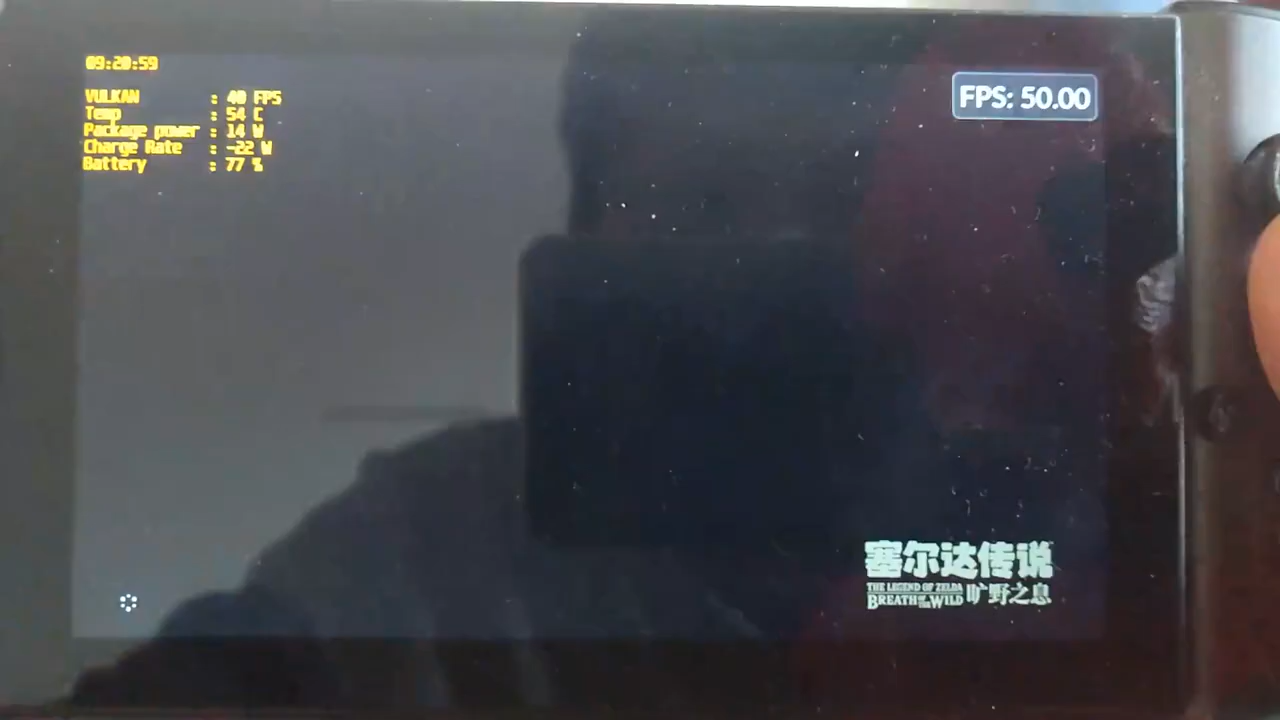 09:20:59
VULKAN : 40 FPS
Temp : 54 C
Package power : 14 W
Charge Rate : -22 W
Battery : 77 %
FPS: 50.00
塞尔达传说
THE LEGEND OF ZELDA
BREATH OF THE WILD 旷野之息